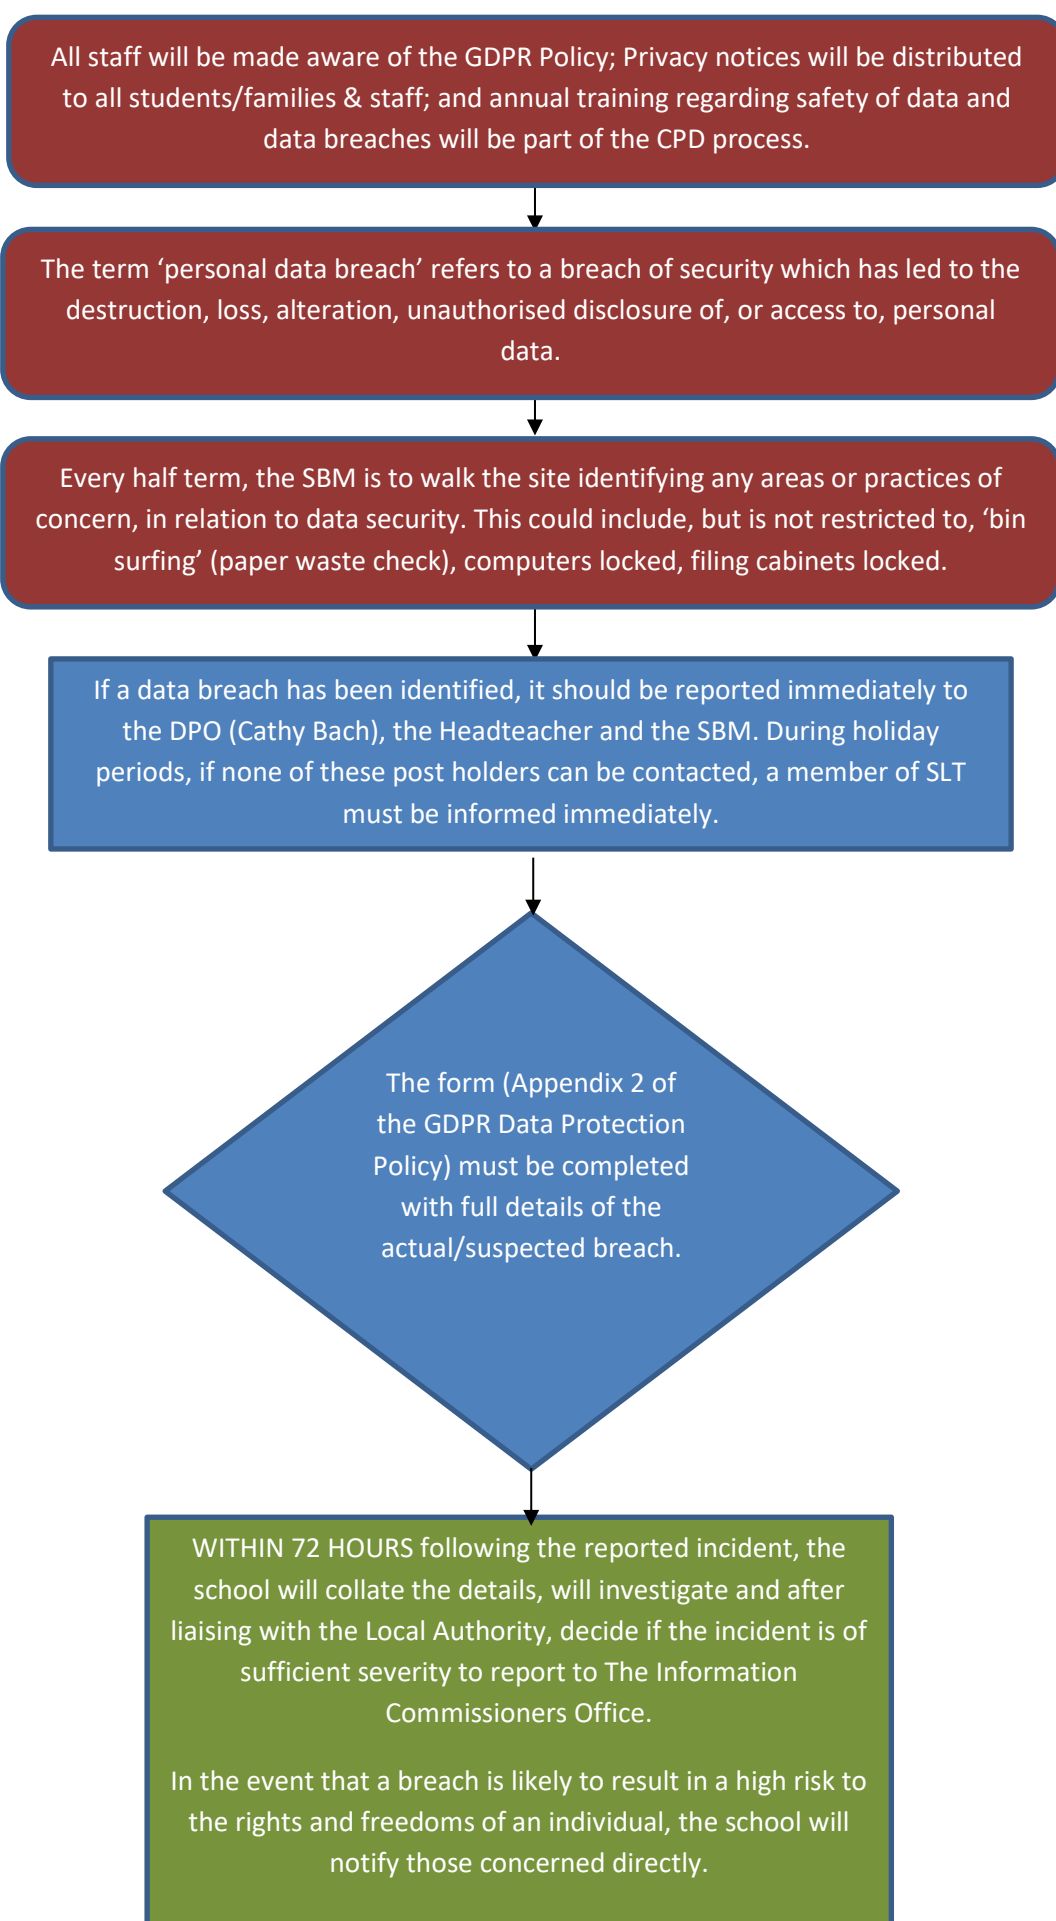 All staff will be made aware of the GDPR Policy; Privacy notices will be distributed
to all students/families & staff; and annual training regarding safety of data and
data breaches will be part of the CPD process.
The term ‘personal data breach’ refers to a breach of security which has led to the
destruction, loss, alteration, unauthorised disclosure of, or access to, personal
data.
Every half term, the SBM is to walk the site identifying any areas or practices of
concern, in relation to data security. This could include, but is not restricted to, ‘bin
surfing’ (paper waste check), computers locked, filing cabinets locked.
If a data breach has been identified, it should be reported immediately to
the DPO (Cathy Bach), the Headteacher and the SBM. During holiday
periods, if none of these post holders can be contacted, a member of SLT
must be informed immediately.
The form (Appendix 2 of
the GDPR Data Protection
Policy) must be completed
with full details of the
actual/suspected breach.
WITHIN 72 HOURS following the reported incident, the
school will collate the details, will investigate and after
liaising with the Local Authority, decide if the incident is of
sufficient severity to report to The Information
Commissioners Office.
In the event that a breach is likely to result in a high risk to
the rights and freedoms of an individual, the school will
notify those concerned directly.